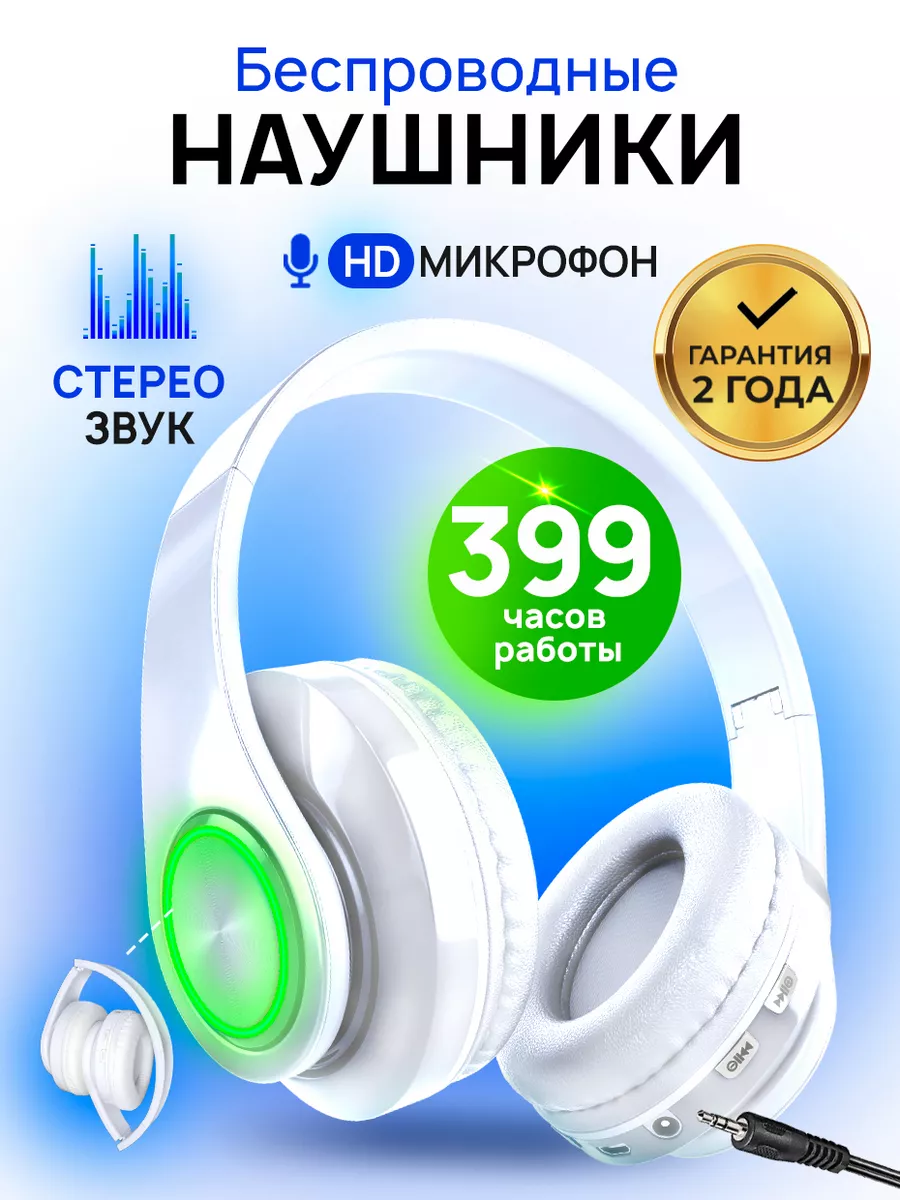 Беспроводные
НАУШНИКИ
HD МИКРОФОН
СТЕРЕО
ЗВУК
ГАРАНТИЯ
2 ГОДА
399
часов
работы